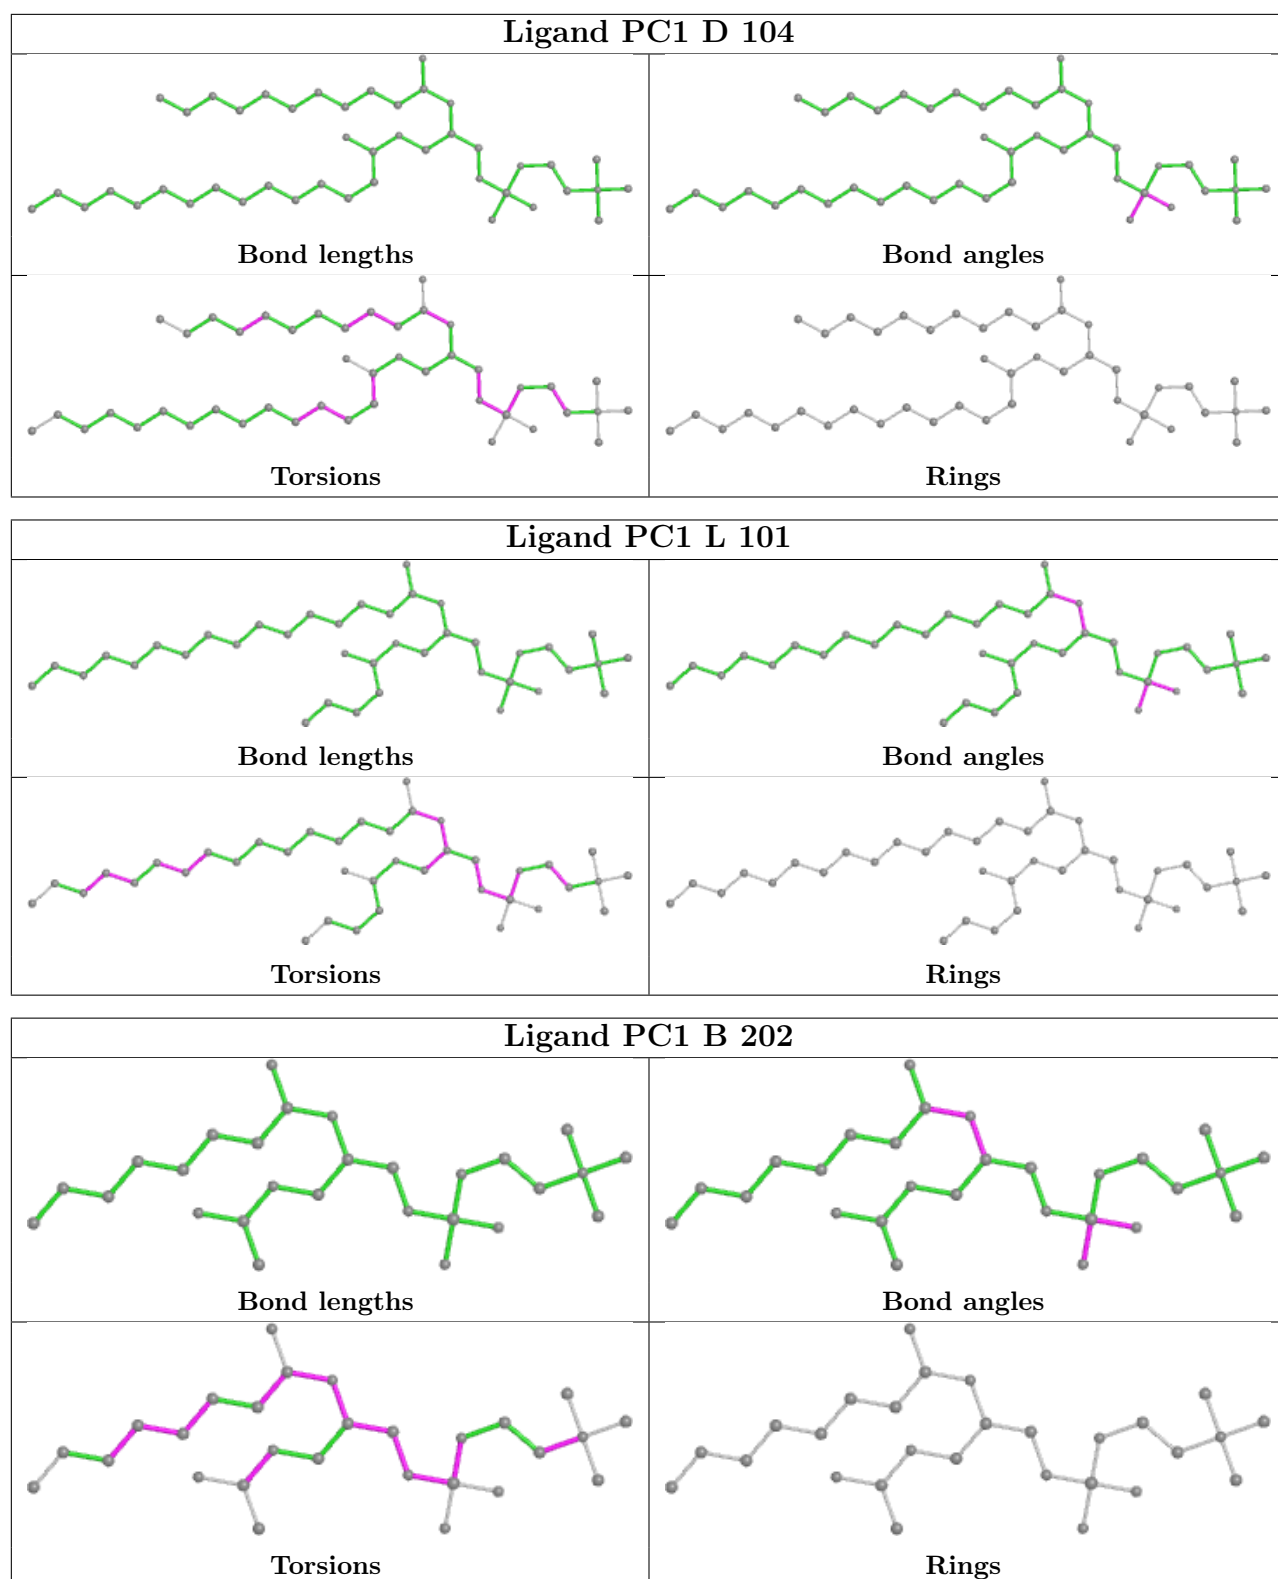 Ligand PC1 D 104
Bond lengths
Bond angles
Torsions
Rings
Ligand PC1 L 101
Bond lengths
Bond angles
Torsions
Rings
Ligand PC1 B 202
Bond lengths
Bond angles
Torsions
Rings